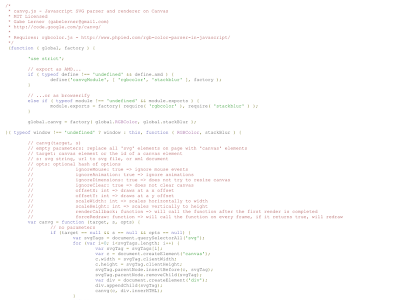 /*
 * canvg.js - Javascript SVG parser and renderer on Canvas
 * MIT Licensed
 * Gabe Lerner (gabelerner@gmail.com)
 * http://code.google.com/p/canvg/
 *
 * Requires: rgbcolor.js - http://www.phpied.com/rgb-color-parser-in-javascript/
 */
(function ( global, factory ) {

	'use strict';

	// export as AMD...
	if ( typeof define !== 'undefined' && define.amd ) {
		define('canvgModule', [ 'rgbcolor', 'stackblur' ], factory );
	}

	// ...or as browserify
	else if ( typeof module !== 'undefined' && module.exports ) {
		module.exports = factory( require( 'rgbcolor' ), require( 'stackblur' ) );
	}

	global.canvg = factory( global.RGBColor, global.stackBlur );

}( typeof window !== 'undefined' ? window : this, function ( RGBColor, stackBlur ) {

	// canvg(target, s)
	// empty parameters: replace all 'svg' elements on page with 'canvas' elements
	// target: canvas element or the id of a canvas element
	// s: svg string, url to svg file, or xml document
	// opts: optional hash of options
	//		 ignoreMouse: true => ignore mouse events
	//		 ignoreAnimation: true => ignore animations
	//		 ignoreDimensions: true => does not try to resize canvas
	//		 ignoreClear: true => does not clear canvas
	//		 offsetX: int => draws at a x offset
	//		 offsetY: int => draws at a y offset
	//		 scaleWidth: int => scales horizontally to width
	//		 scaleHeight: int => scales vertically to height
	//		 renderCallback: function => will call the function after the first render is completed
	//		 forceRedraw: function => will call the function on every frame, if it returns true, will redraw
	var canvg = function (target, s, opts) {
		// no parameters
		if (target == null && s == null && opts == null) {
			var svgTags = document.querySelectorAll('svg');
			for (var i=0; i<svgTags.length; i++) {
				var svgTag = svgTags[i];
				var c = document.createElement('canvas');
				c.width = svgTag.clientWidth;
				c.height = svgTag.clientHeight;
				svgTag.parentNode.insertBefore(c, svgTag);
				svgTag.parentNode.removeChild(svgTag);
				var div = document.createElement('div');
				div.appendChild(svgTag);
				canvg(c, div.innerHTML);
			}